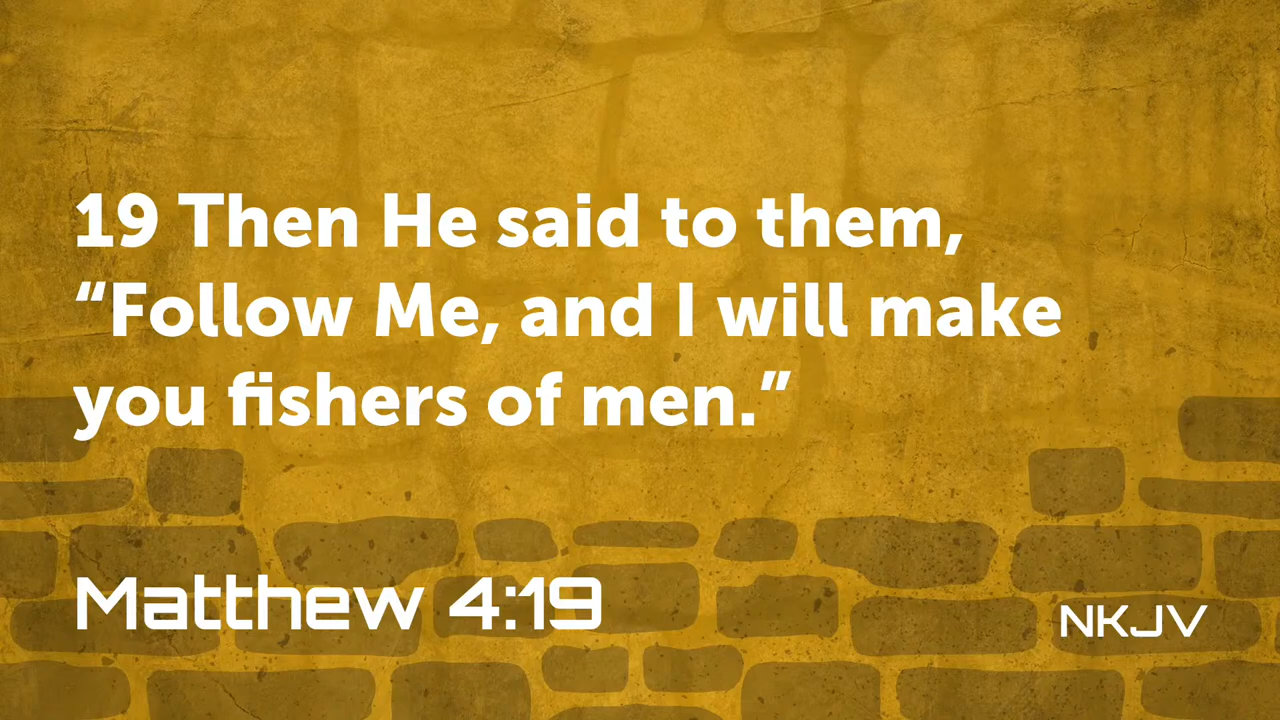 19 Then He said to them,
“Follow Me, and I will make
you fishers of men.”
Matthew 4:19
NKJV